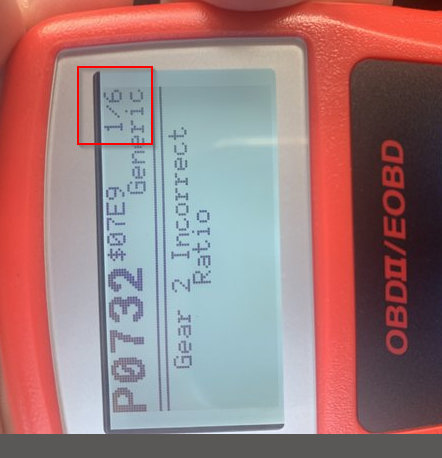 P0732 $07E9 1/6
Generic
Gear 2 Incorrect
Ratio
OBDII/EOBD